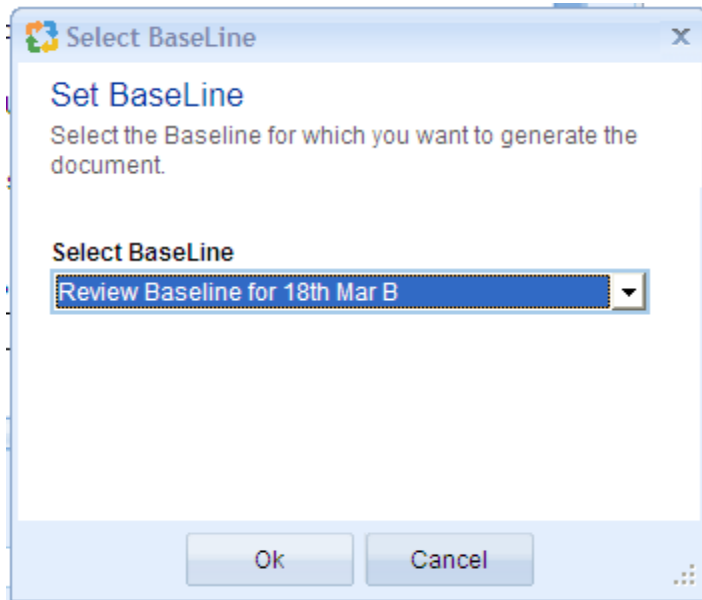 Select BaseLine
x
Set BaseLine
Select the Baseline for which you want to generate the
document.
Select BaseLine
Review Baseline for 18th Mar B
Ok Cancel